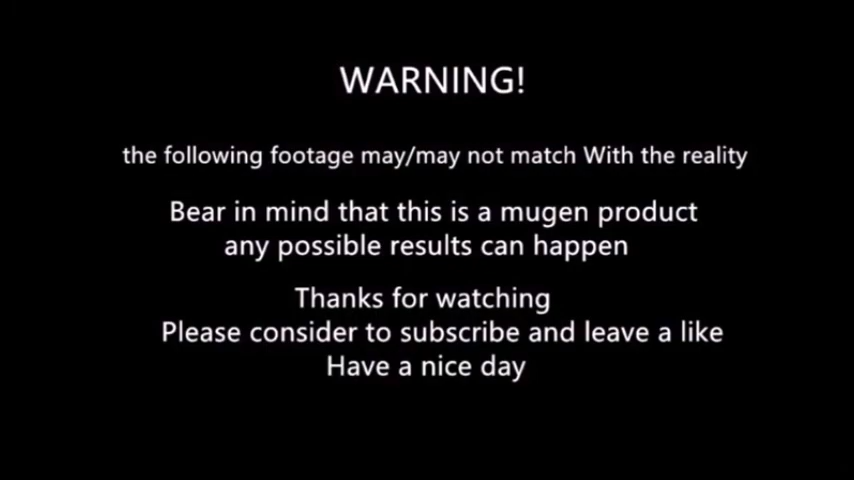 WARNING!
the following footage may/may not match With the reality
Bear in mind that this is a mugen product
any possible results can happen
Thanks for watching
Please consider to subscribe and leave a like
Have a nice day